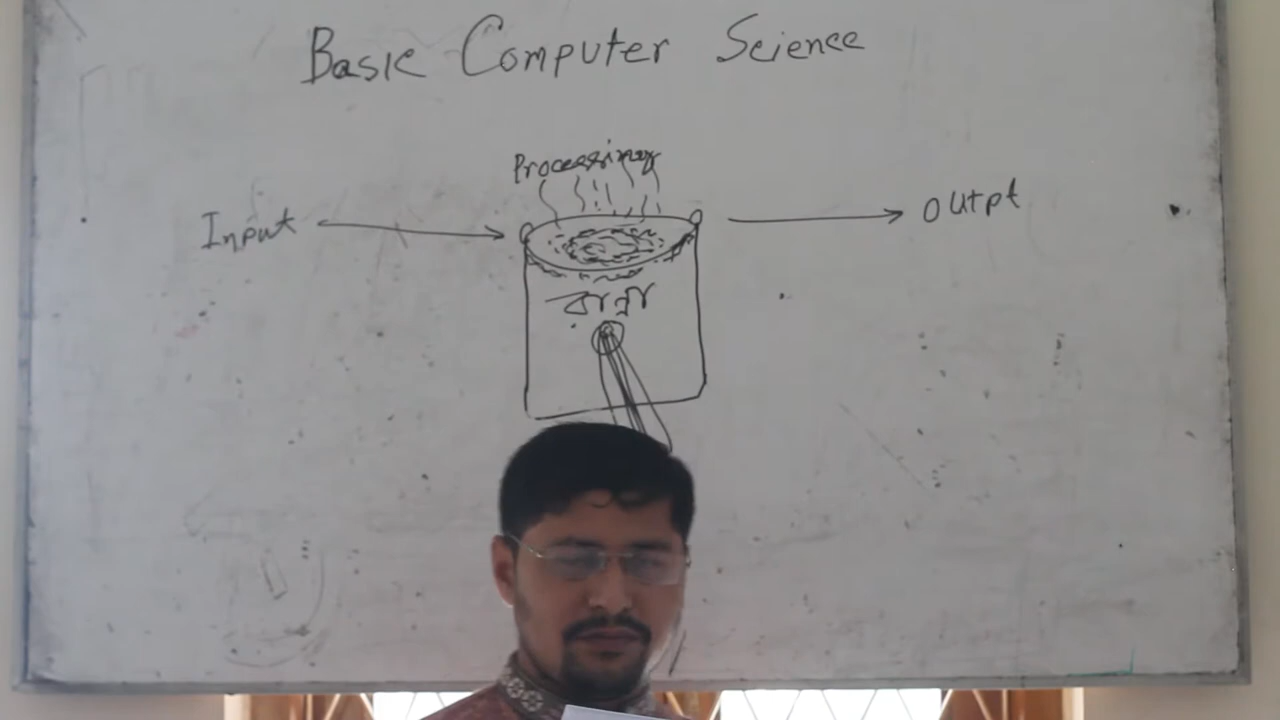 Basic Computer Science
Processing
Input
outpt
রান্না